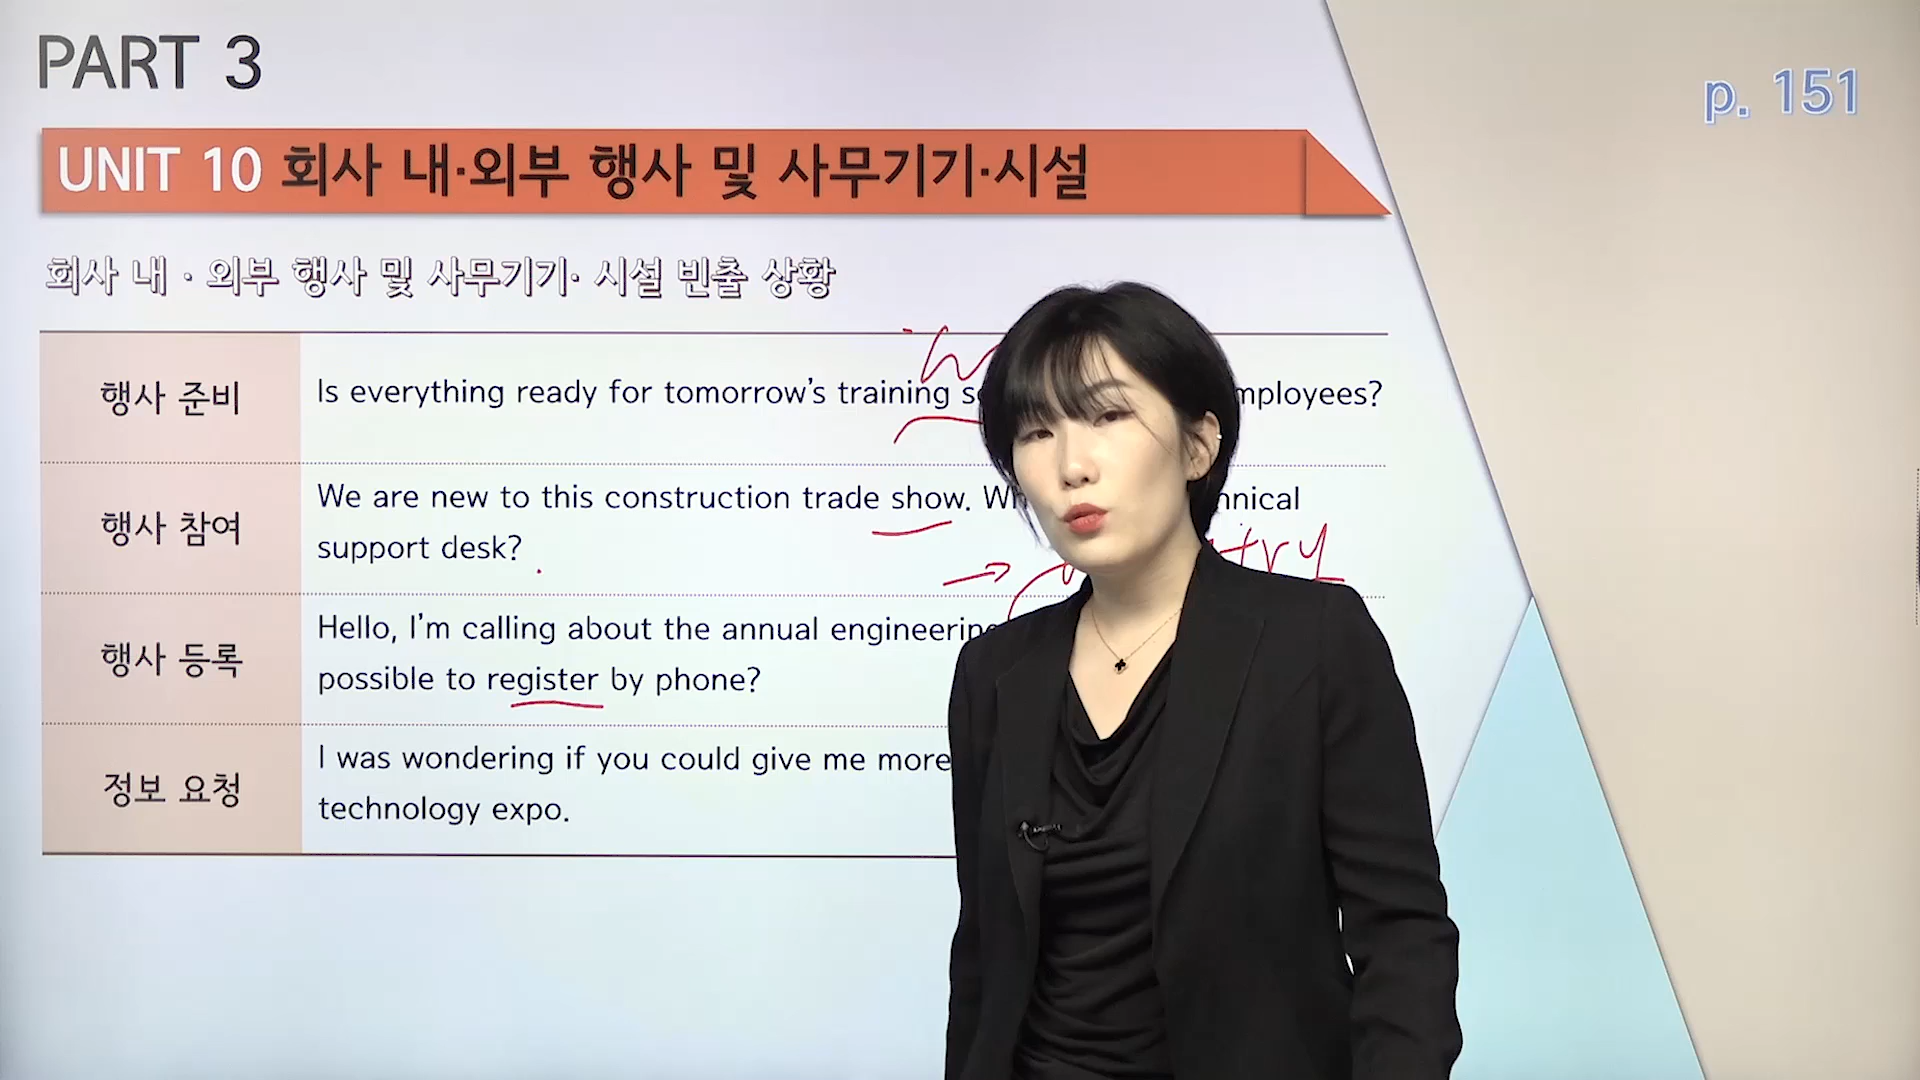 PART 3
p. 151
UNIT 10 회사 내·외부 행사 및 사무기기·시설
회사 내 · 외부 행사 및 사무기기· 시설 빈출 상황
행사 준비
Is everything ready for tomorrow's training
행사 참여
We are new to this construction trade show.
support desk?
행사 등록
Hello, I'm calling about the annual
possible to register by phone?
정보 요청
I was wondering if you could give me more
technology expo.